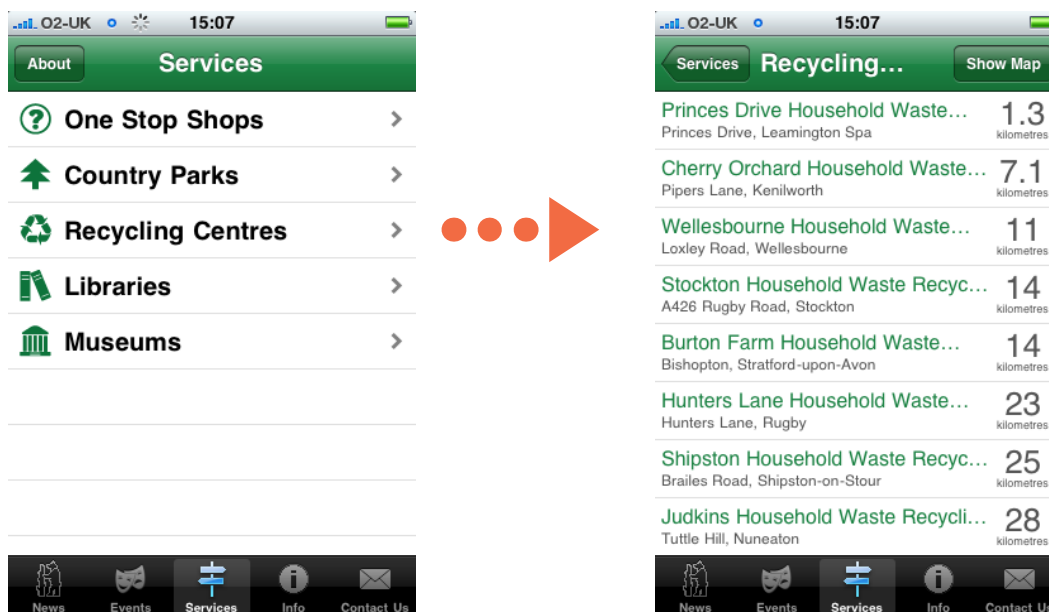 O2-UK 15:07
About Services
One Stop Shops
Country Parks
Recycling Centres
Libraries
Museums
News Events Services Info Contact Us
O2-UK 15:07
Services Recycling... Show Map
Princes Drive Household Waste... 1.3
Princes Drive, Leamington Spa kilometres
Cherry Orchard Household Waste... 7.1
Pipers Lane, Kenilworth kilometres
Wellesbourne Household Waste... 11
Loxley Road, Wellesbourne kilometres
Stockton Household Waste Recyc... 14
A426 Rugby Road, Stockton kilometres
Burton Farm Household Waste... 14
Bishopton, Stratford-upon-Avon kilometres
Hunters Lane Household Waste... 23
Hunters Lane, Rugby kilometres
Shipston Household Waste Recyc... 25
Brailes Road, Shipston-on-Stour kilometres
Judkins Household Waste Recycli... 28
Tuttle Hill, Nuneaton kilometres
News Events Services Info Contact Us